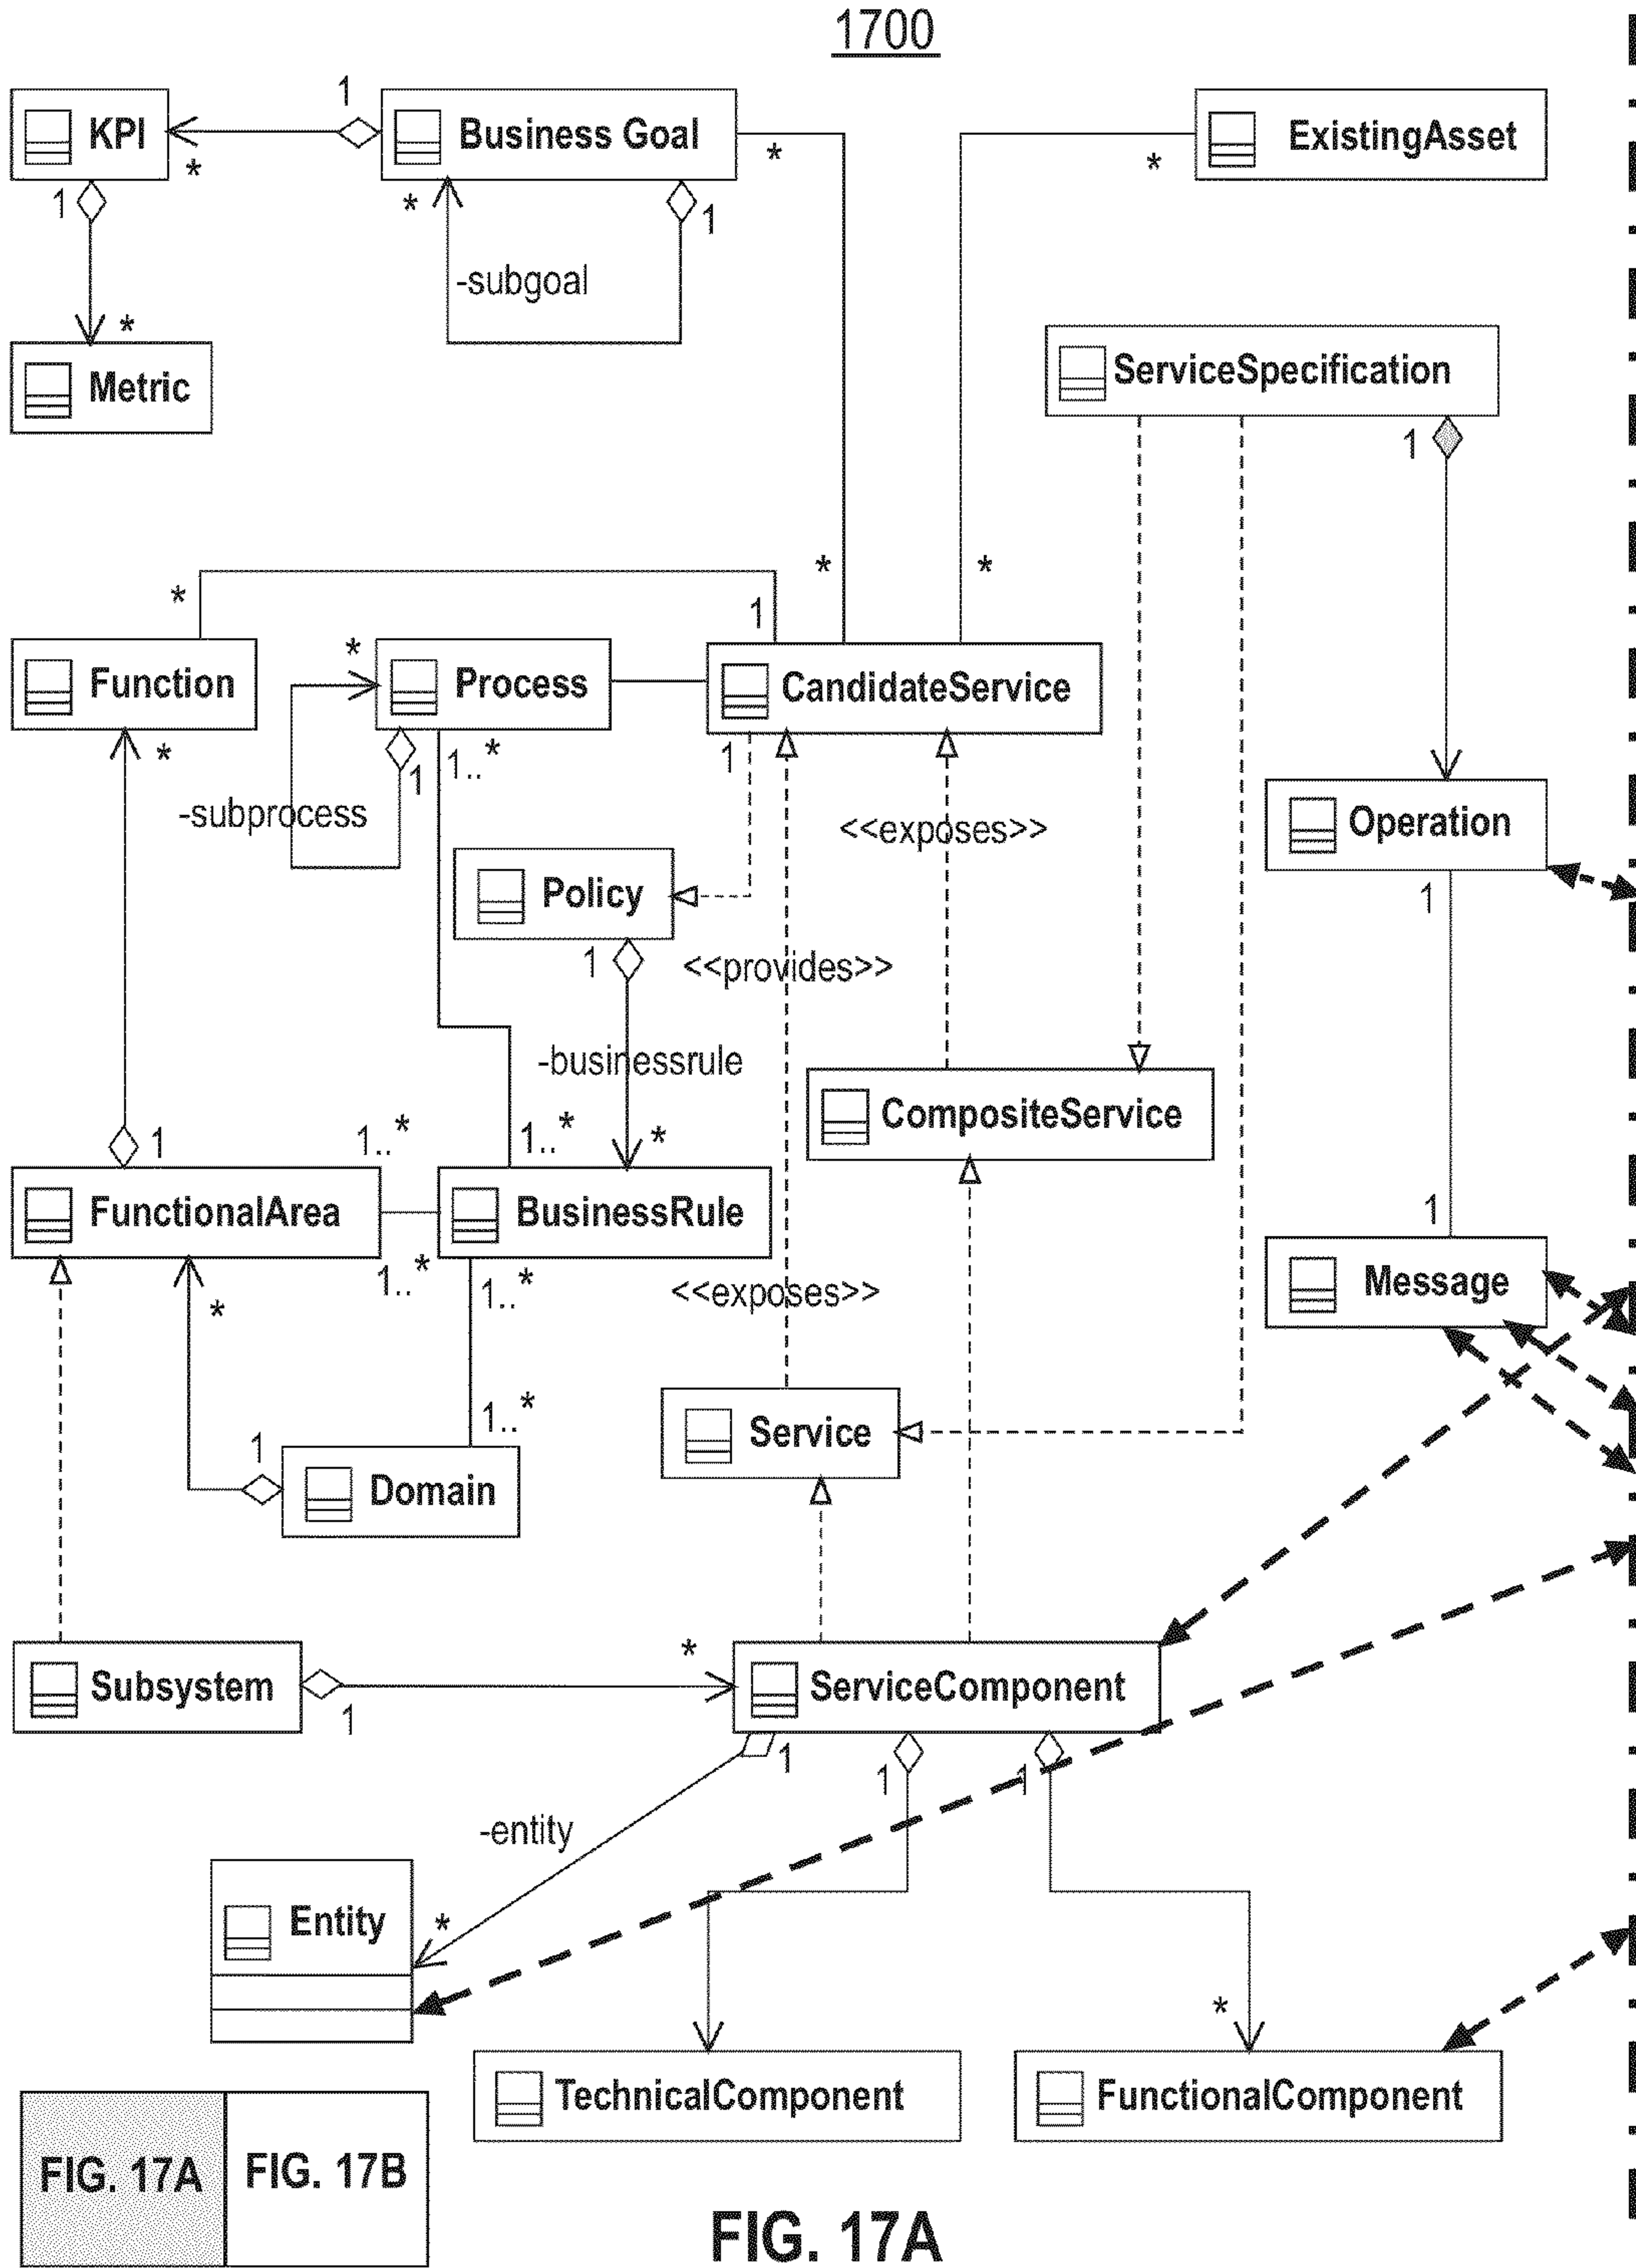 1700
1
KPI
Business Goal
ExistingAsset
*
*
*
1
*
1
-subgoal
*
Metric
ServiceSpecification
1
*
*
*
1
*
Function
Process
CandidateService
*
1..*
1
1
-subprocess
<<exposes>>
Operation
Policy
1
1
<<provides>>
-businessrule
CompositeService
1
1..*
1..*
*
FunctionalArea
BusinessRule
1
1..*
1..*
<<exposes>>
Message
*
1..*
1
Service
Domain
*
Subsystem
ServiceComponent
1
1
1
1
-entity
Entity
*
*
TechnicalComponent
FunctionalComponent
FIG. 17A
FIG. 17B
FIG. 17A